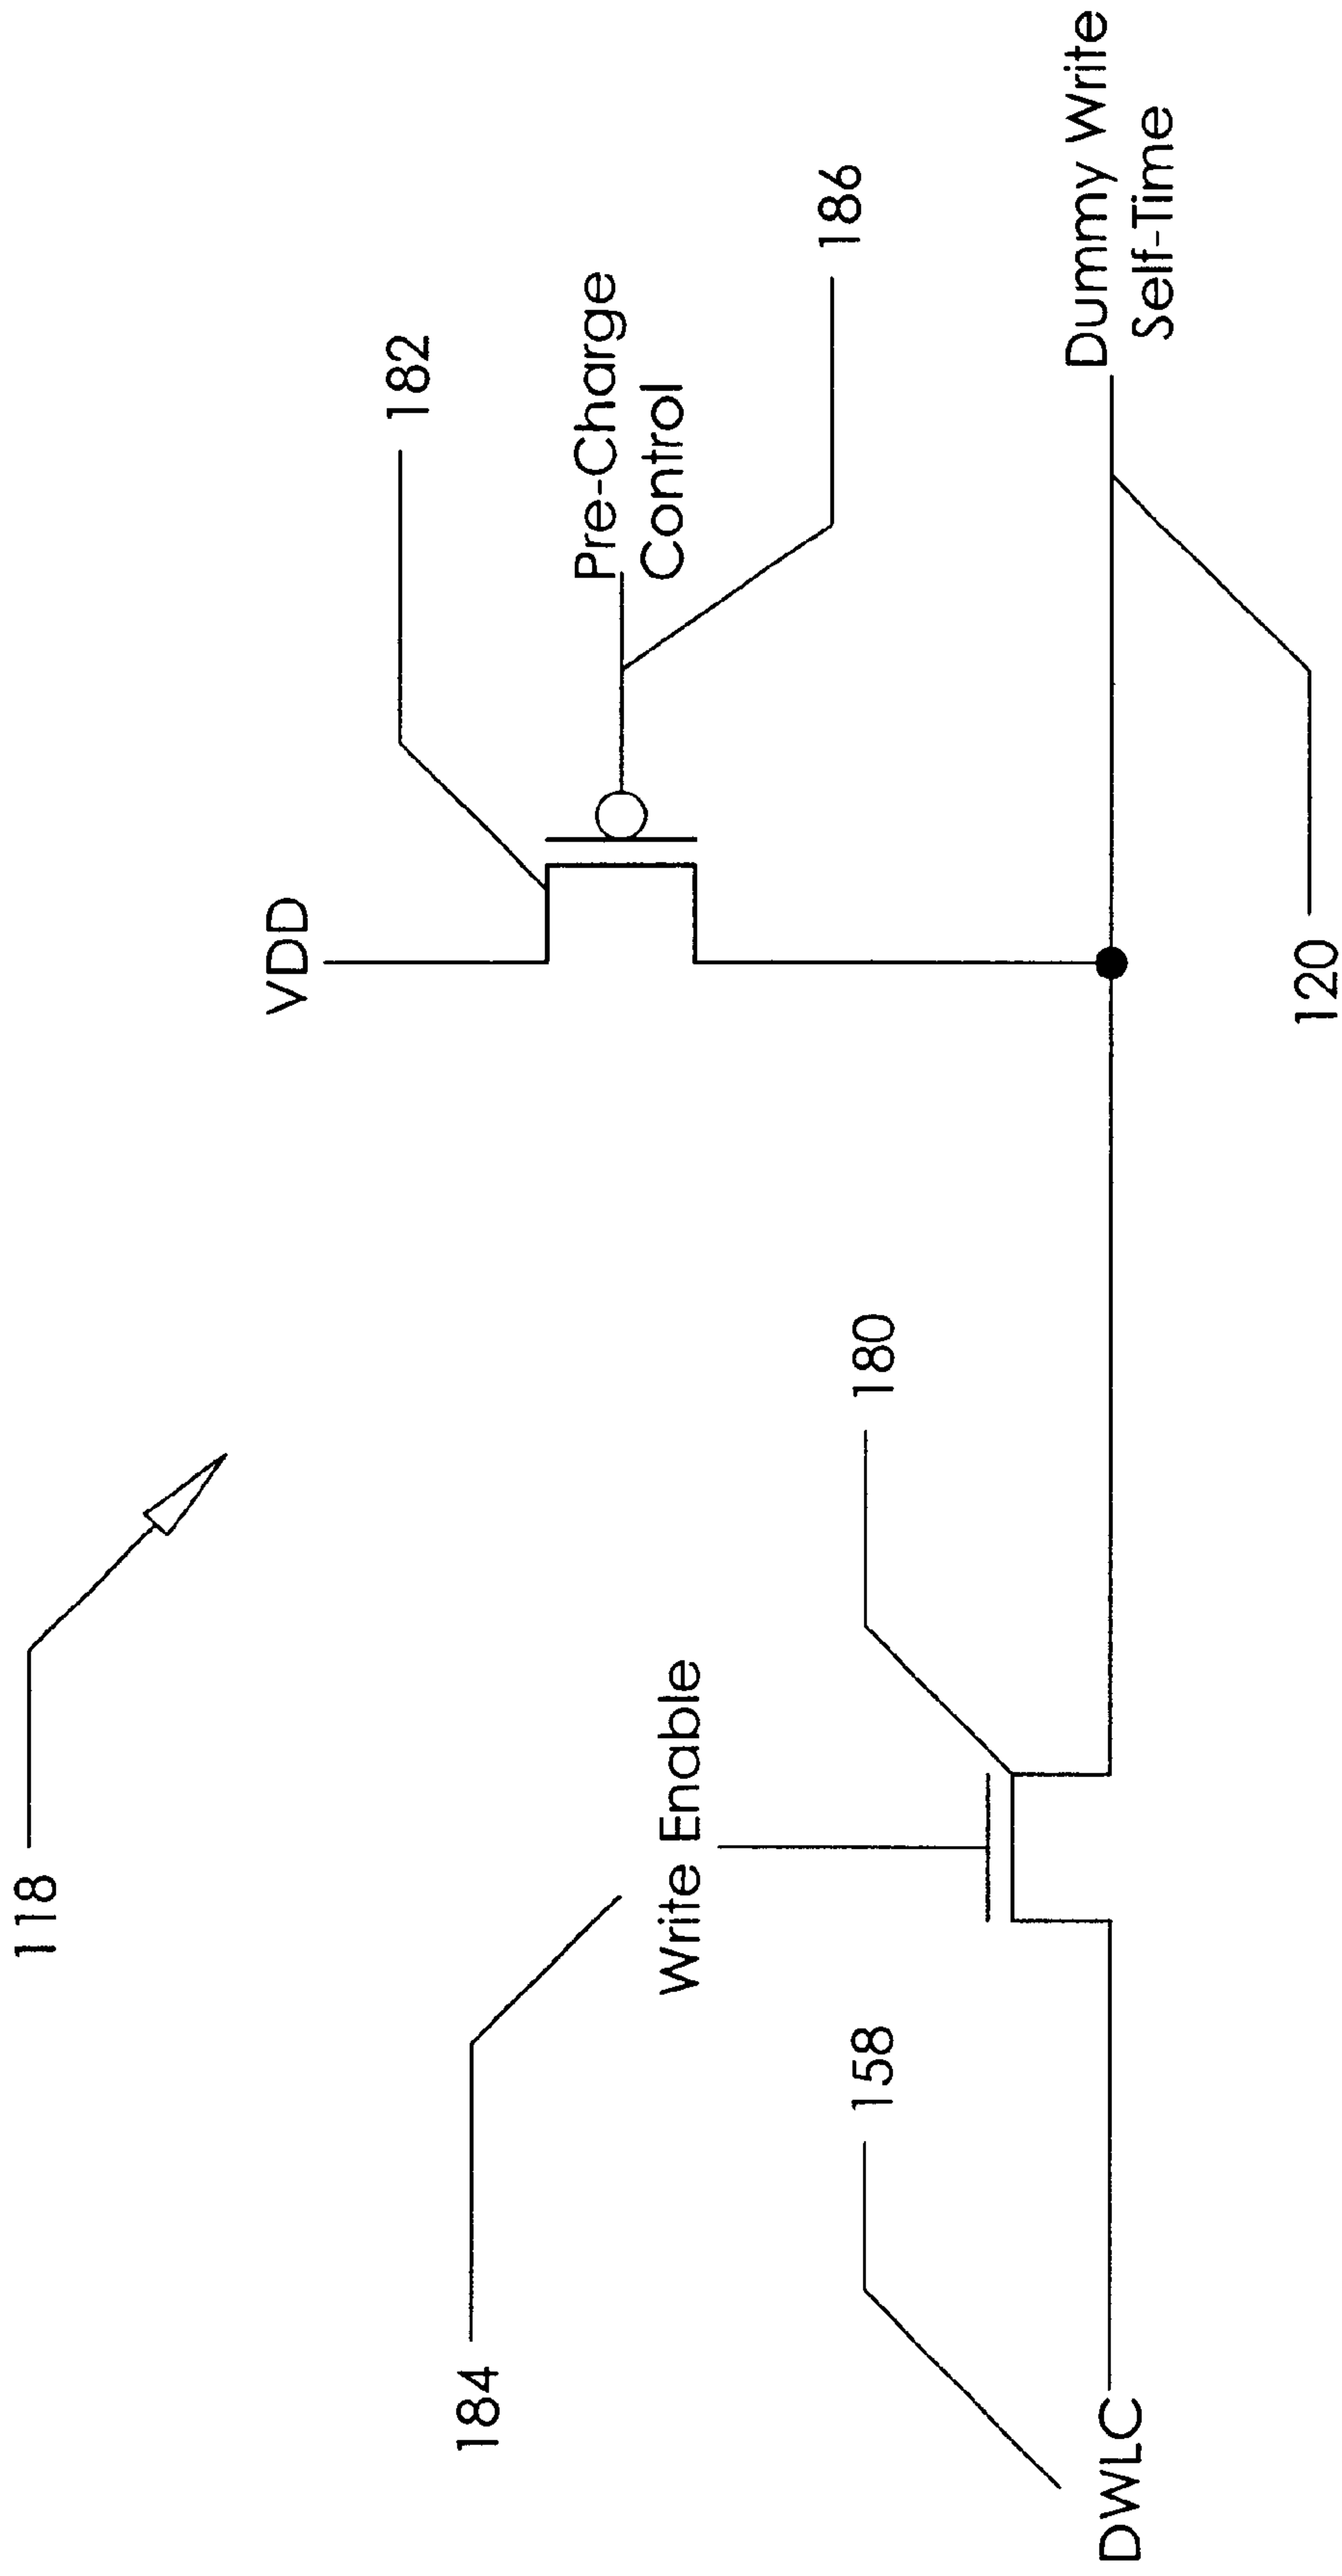 118
VDD
182
Pre-Charge
Control
186
184
Write Enable
158
180
DWLC
Dummy Write
Self-Time
120